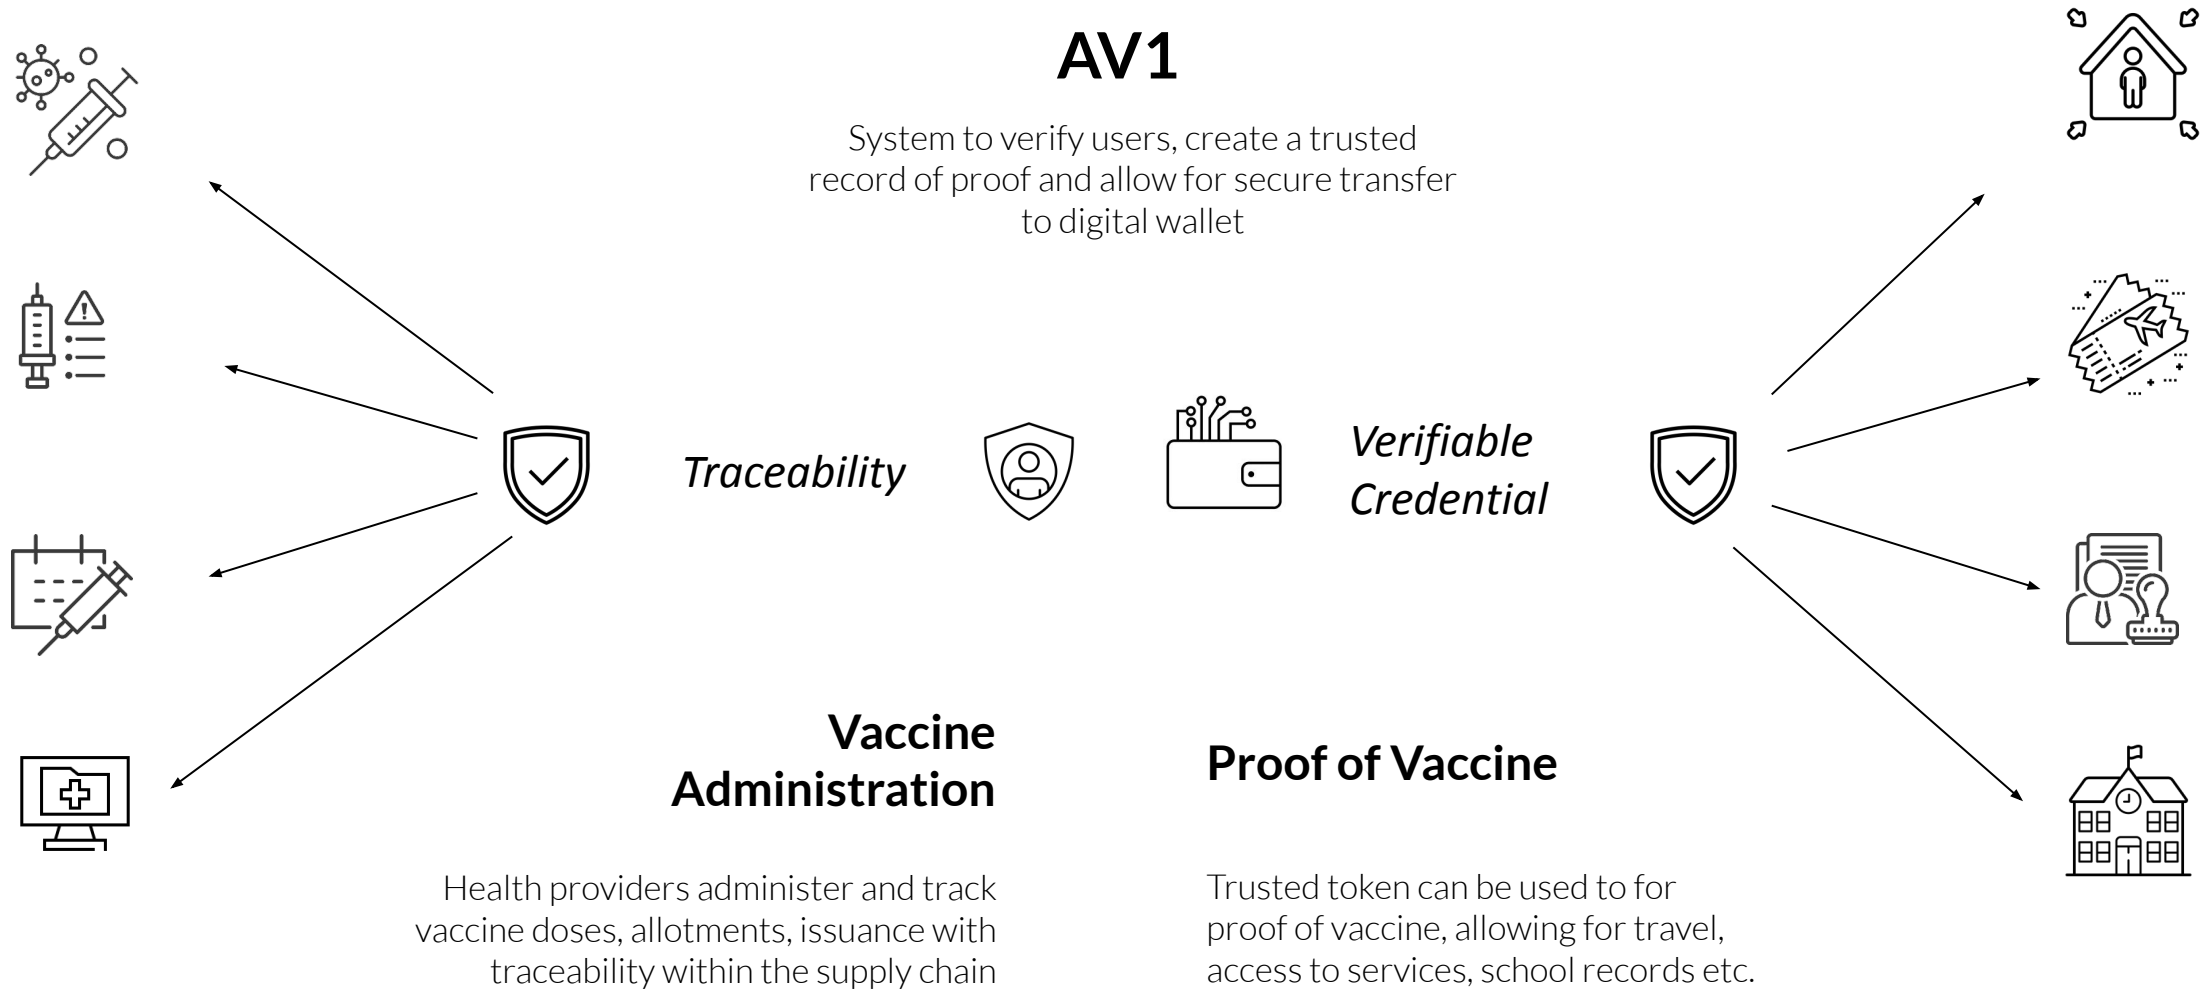 AV1
System to verify users, create a trusted
record of proof and allow for secure transfer
to digital wallet
Traceability
Verifiable
Credential
Vaccine
Administration
Health providers administer and track
vaccine doses, allotments, issuance with
traceability within the supply chain
Proof of Vaccine
Trusted token can be used to for
proof of vaccine, allowing for travel,
access to services, school records etc.